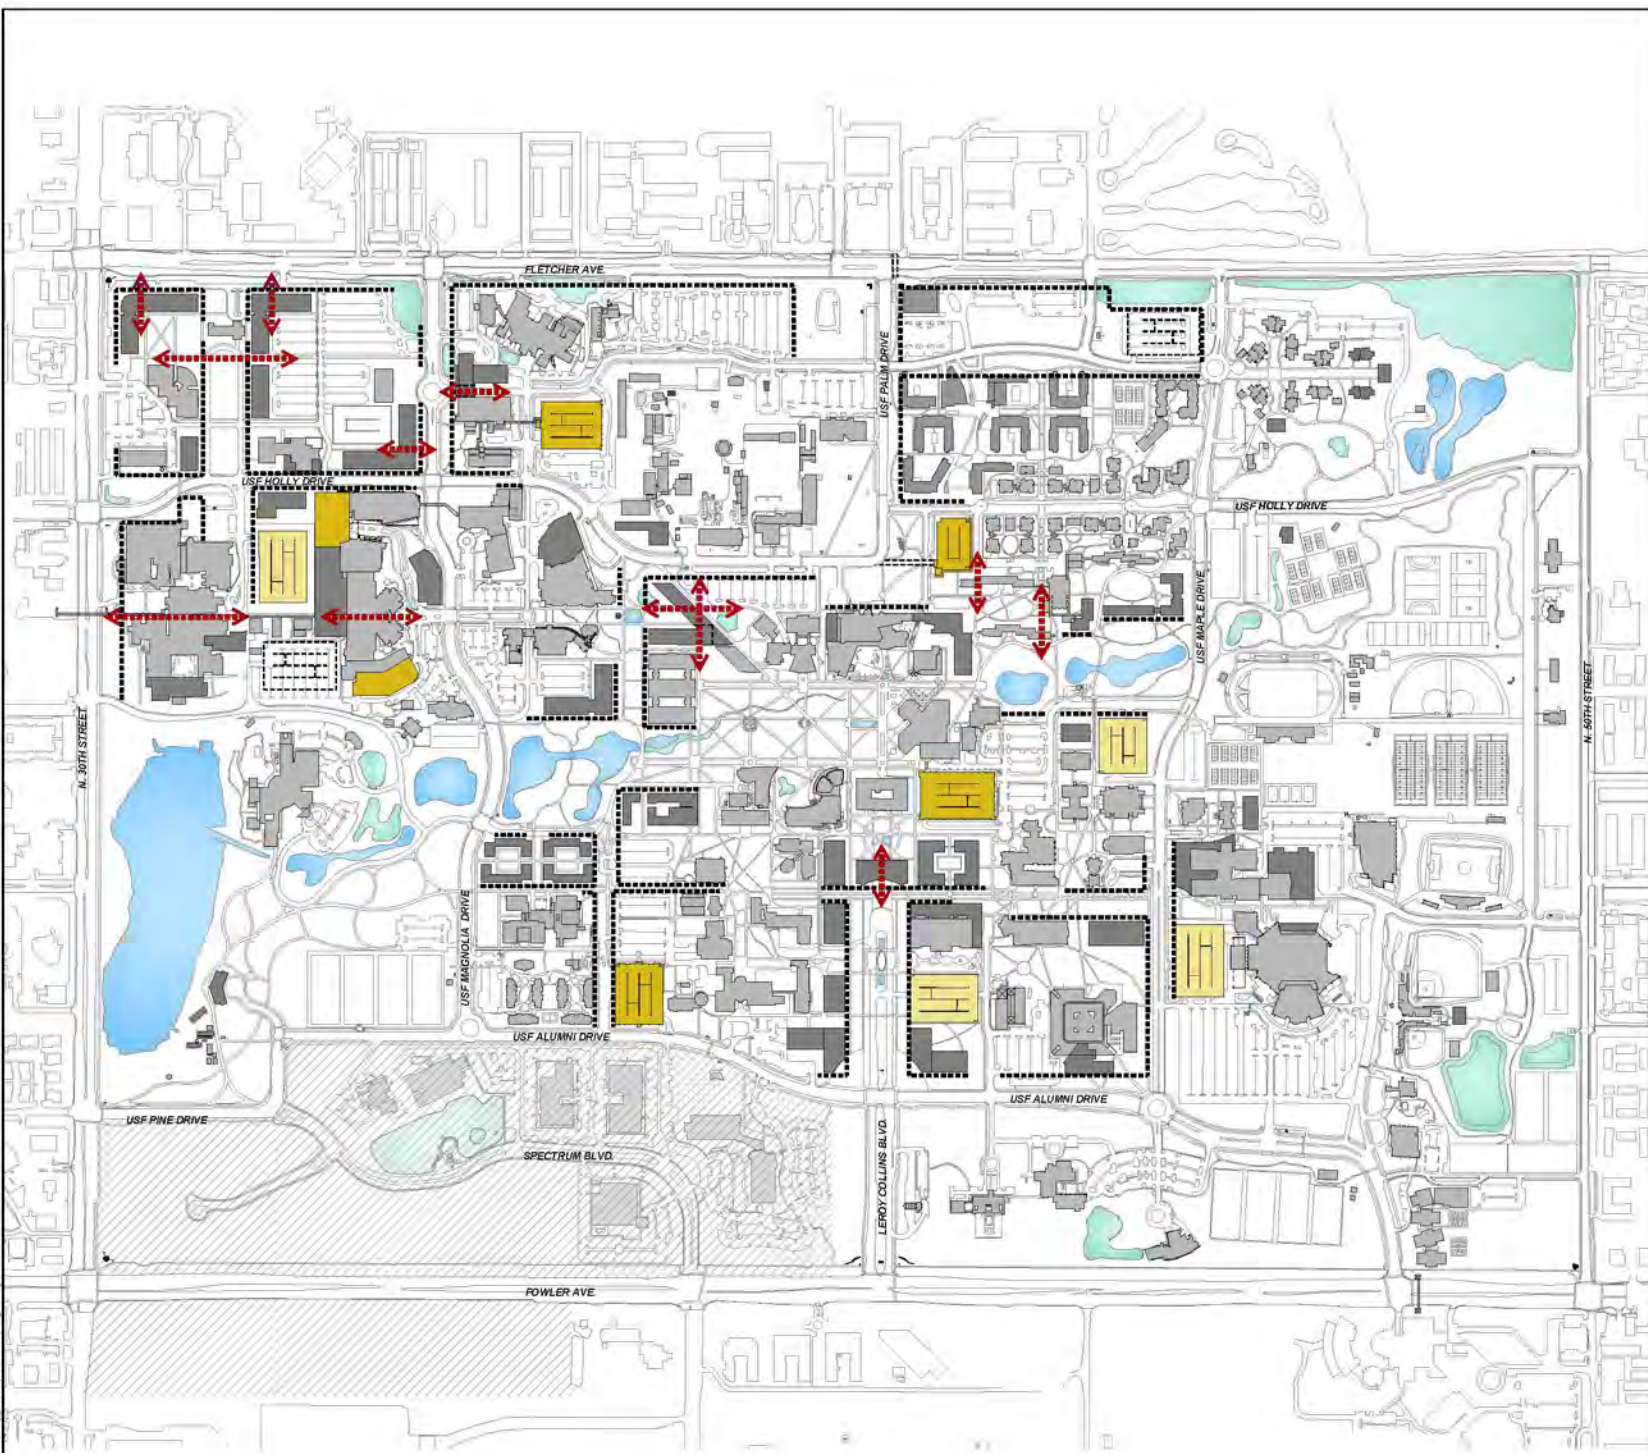 FLETCHER AVE.
USF PALM DRIVE
USF HOLLY DRIVE
USF HOLLY DRIVE
USF MAPLE DRIVE
N. 30TH STREET
N. 50TH STREET
USF MAGNOLIA DRIVE
USF ALUMNI DRIVE
USF ALUMNI DRIVE
USF PINE DRIVE
SPECTRUM BLVD.
LEROY COLLINS BLVD.
FOWLER AVE.